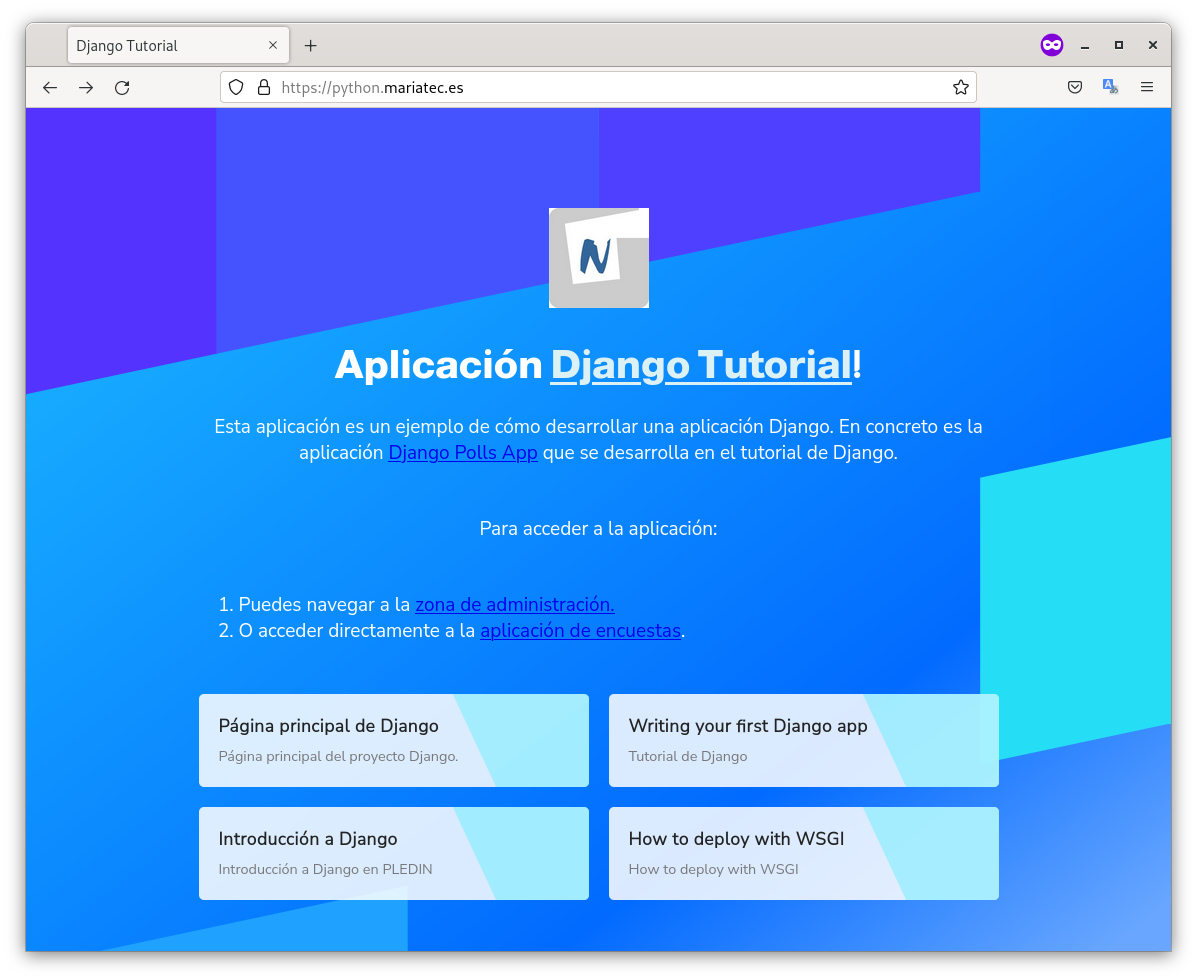 Django Tutorial
https://python.mariatec.es
N
Aplicación Django Tutorial!
Esta aplicación es un ejemplo de cómo desarrollar una aplicación Django. En concreto es la
aplicación Django Polls App que se desarrolla en el tutorial de Django.
Para acceder a la aplicación:
1. Puedes navegar a la zona de administración.
2. O acceder directamente a la aplicación de encuestas.
Página principal de Django
Página principal del proyecto Django.
Writing your first Django app
Tutorial de Django
Introducción a Django
Introducción a Django en PLEDIN
How to deploy with WSGI
How to deploy with WSGI